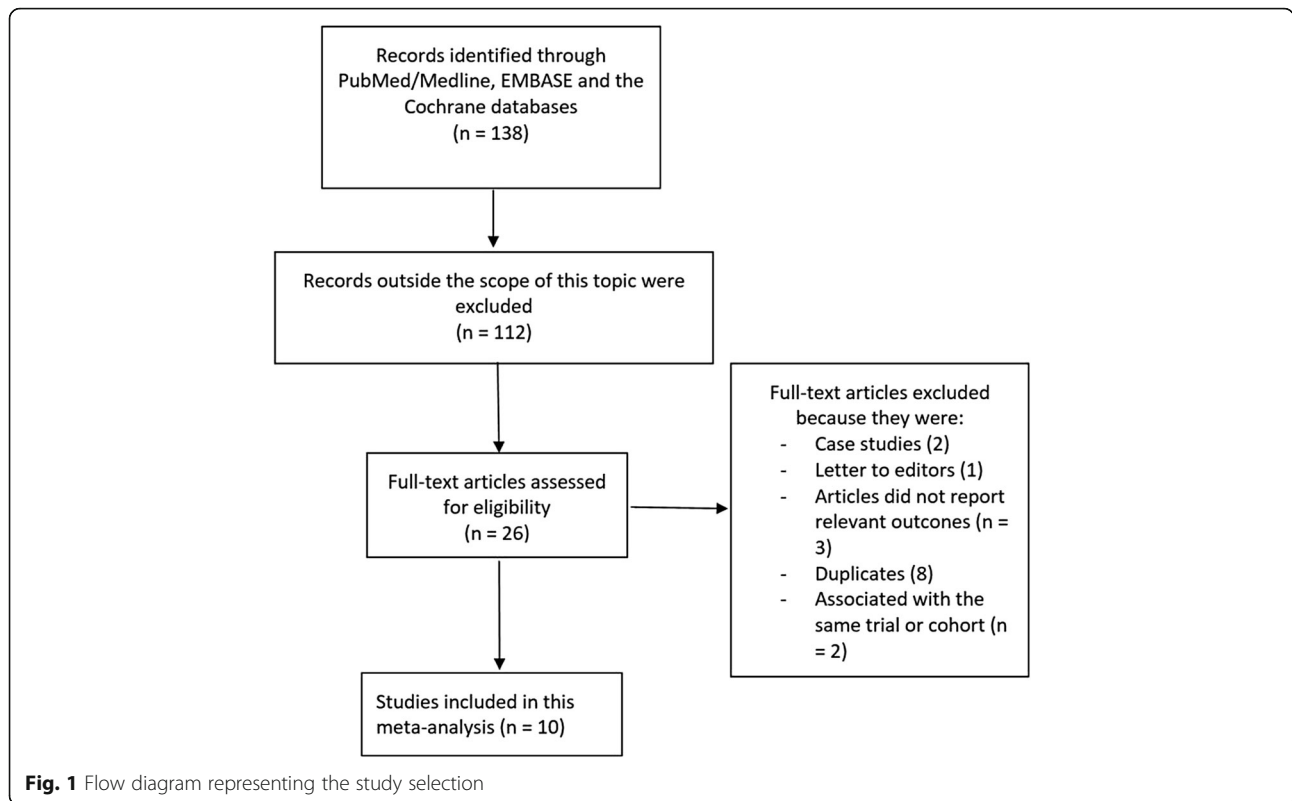 Records identified through
PubMed/Medline, EMBASE and the
Cochrane databases
(n = 138)
Records outside the scope of this topic were
excluded
(n = 112)
Full-text articles assessed
for eligibility
(n = 26)
Full-text articles excluded
because they were:
- Case studies (2)
- Letter to editors (1)
- Articles did not report
relevant outcones (n =
3)
- Duplicates (8)
- Associated with the
same trial or cohort (n
= 2)
Studies included in this
meta-analysis (n = 10)
Fig. 1 Flow diagram representing the study selection